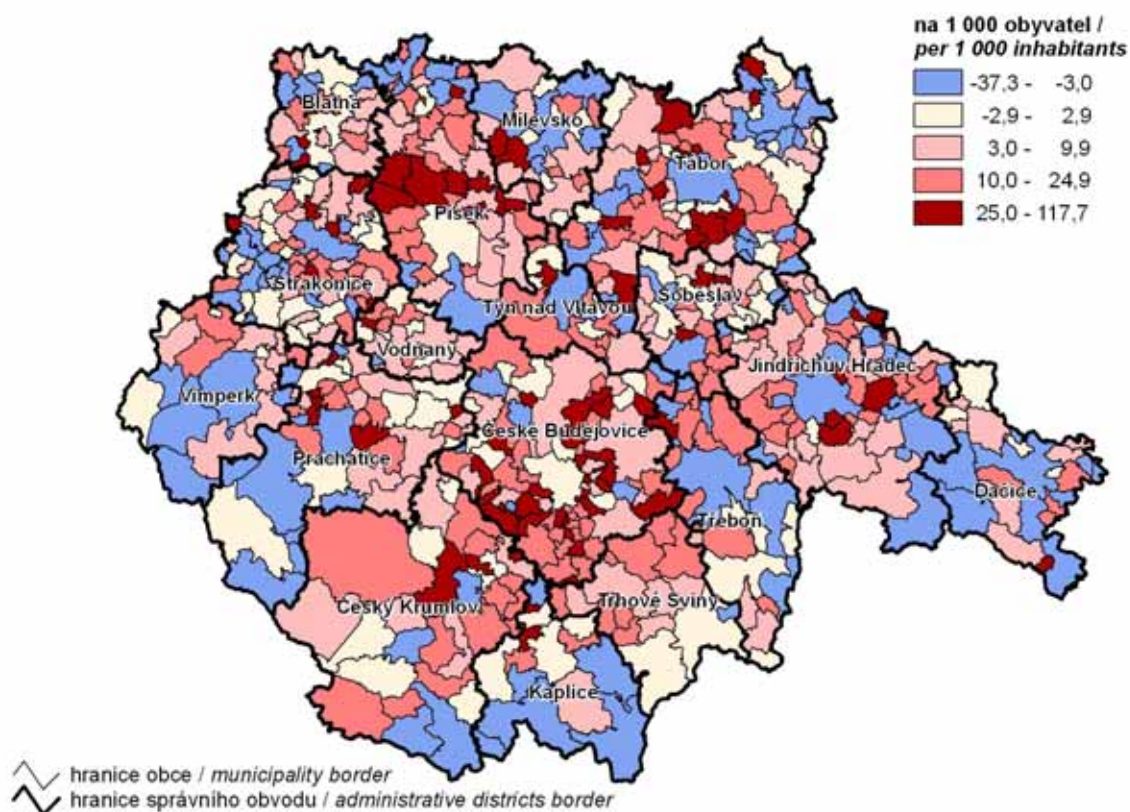 na 1 000 obyvatel /
per 1 000 inhabitants
-37,3 - -3,0
-2,9 - 2,9
3,0 - 9,9
10,0 - 24,9
25,0 - 117,7
Blatná
Milevsko
Tábor
Písek
Strakonice
Týn nad Vltavou
Soběslav
Vodňany
Jindřichův Hradec
Vimperk
České Budějovice
Prachatice
Dačice
Třeboň
Český Krumlov
Trhové Sviny
Kaplice
hranice obce / municipality border
hranice správního obvodu / administrative districts border